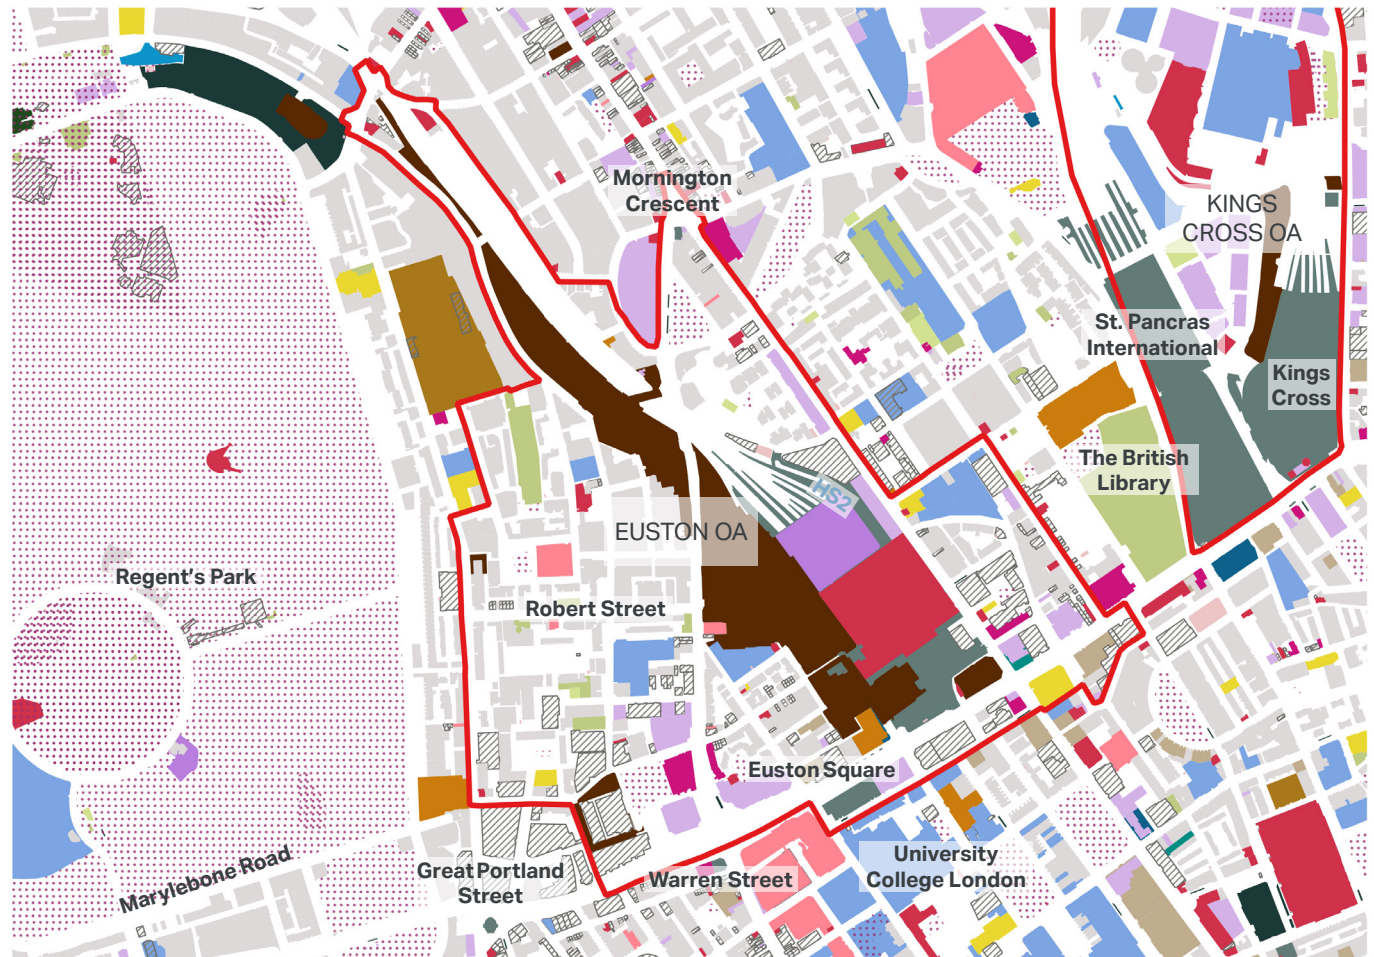 Mornington
Crescent
KINGS
CROSS OA
St. Pancras
International
Kings
Cross
The British
Library
HS2
EUSTON OA
Regent's Park
Robert Street
Euston Square
Great Portland
Street
Warren Street
University
College London
Marylebone Road